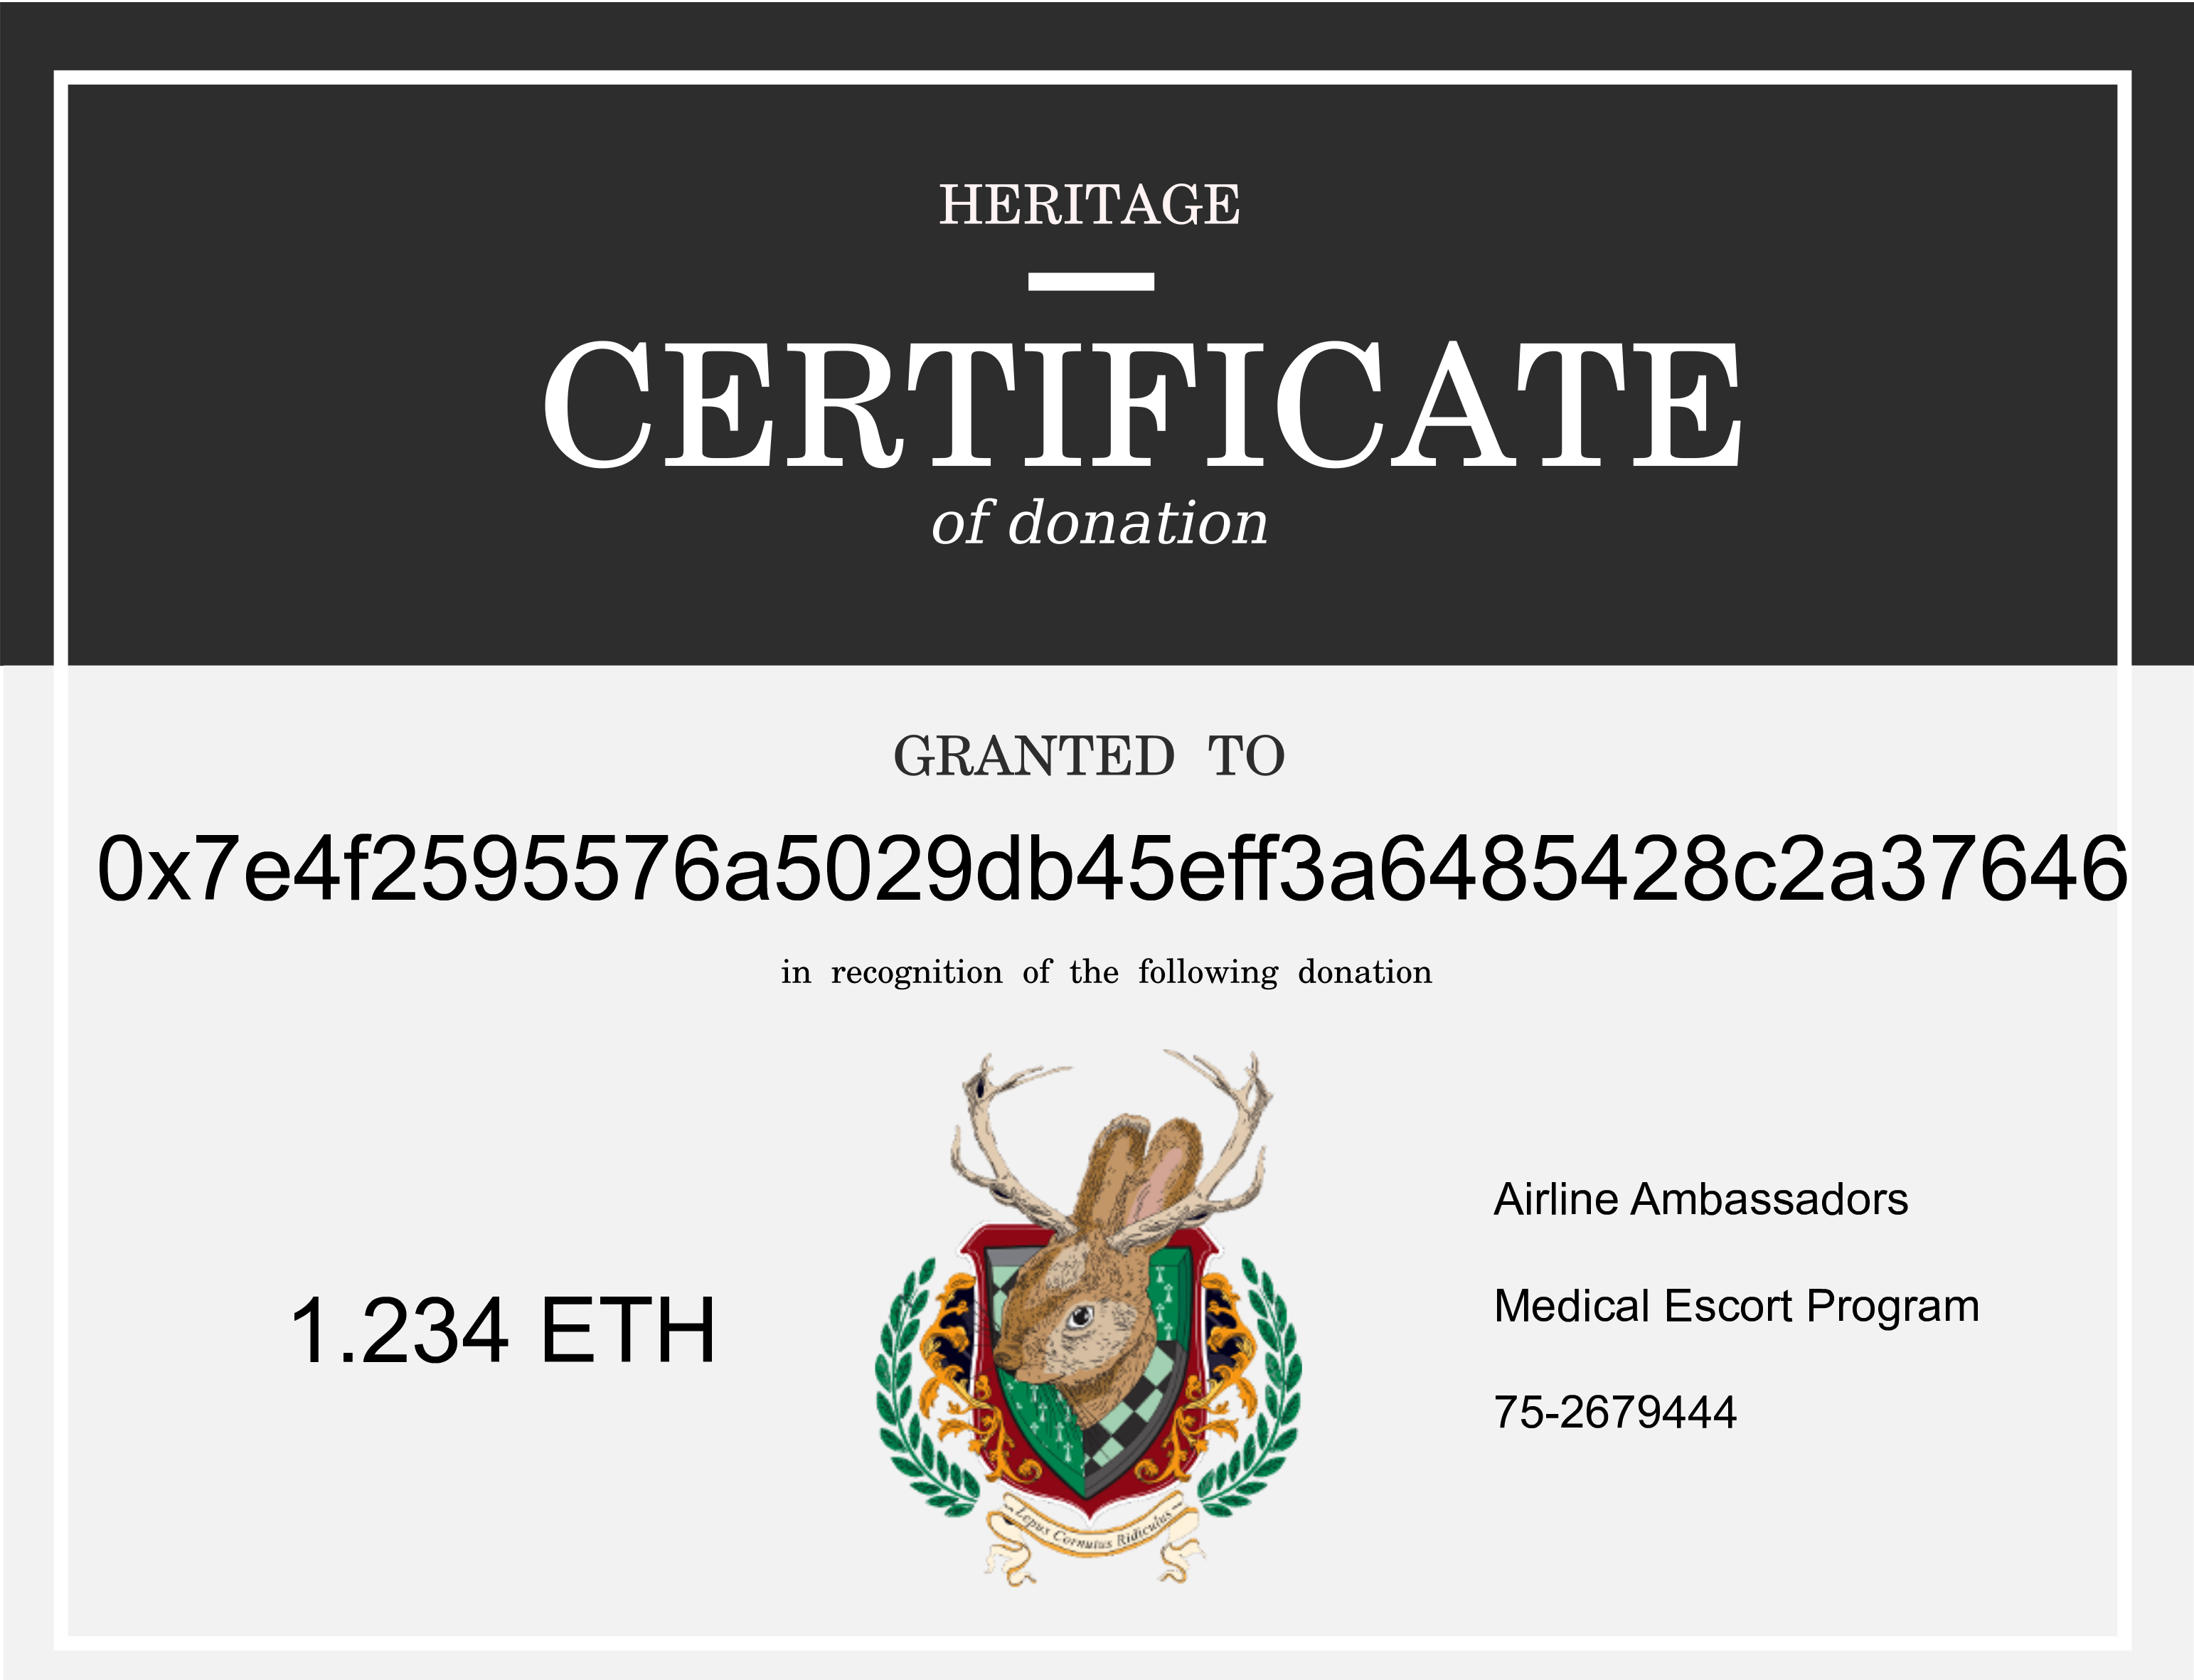 HERITAGE
CERTIFICATE
of donation
GRANTED TO
0x7e4f2595576a5029db45eff3a6485428c2a37646
in recognition of the following donation
1.234 ETH
Airline Ambassadors
Medical Escort Program
75-2679444
Lepus Cornutus Ridiculus